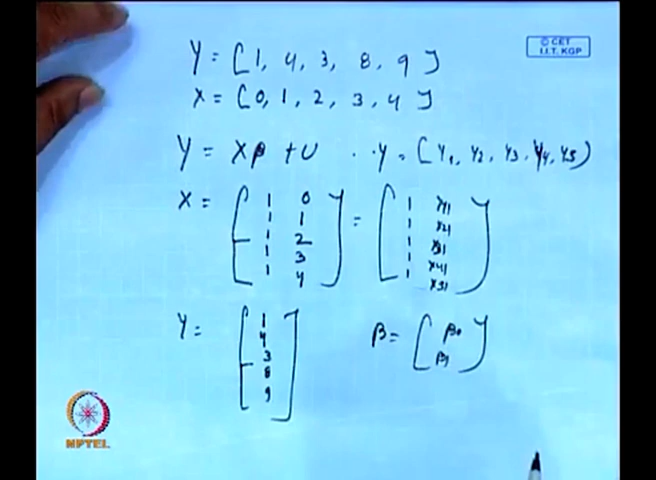 © CET
I.I.T. KGP
Y = [1, 4, 3, 8, 9]
X = [0, 1, 2, 3, 4]
Y = Xβ + U . . Y = [Y1, Y2, Y3, Y4, Y5)
X = [ 1 0 ] = [ 1 X11 ]
1 1 1 X21
1 2 1 X31
1 3 1 X41
1 4 1 X51
Y = [ 1 ] β = [ β0 ]
4 β1
3
8
9
NPTEL